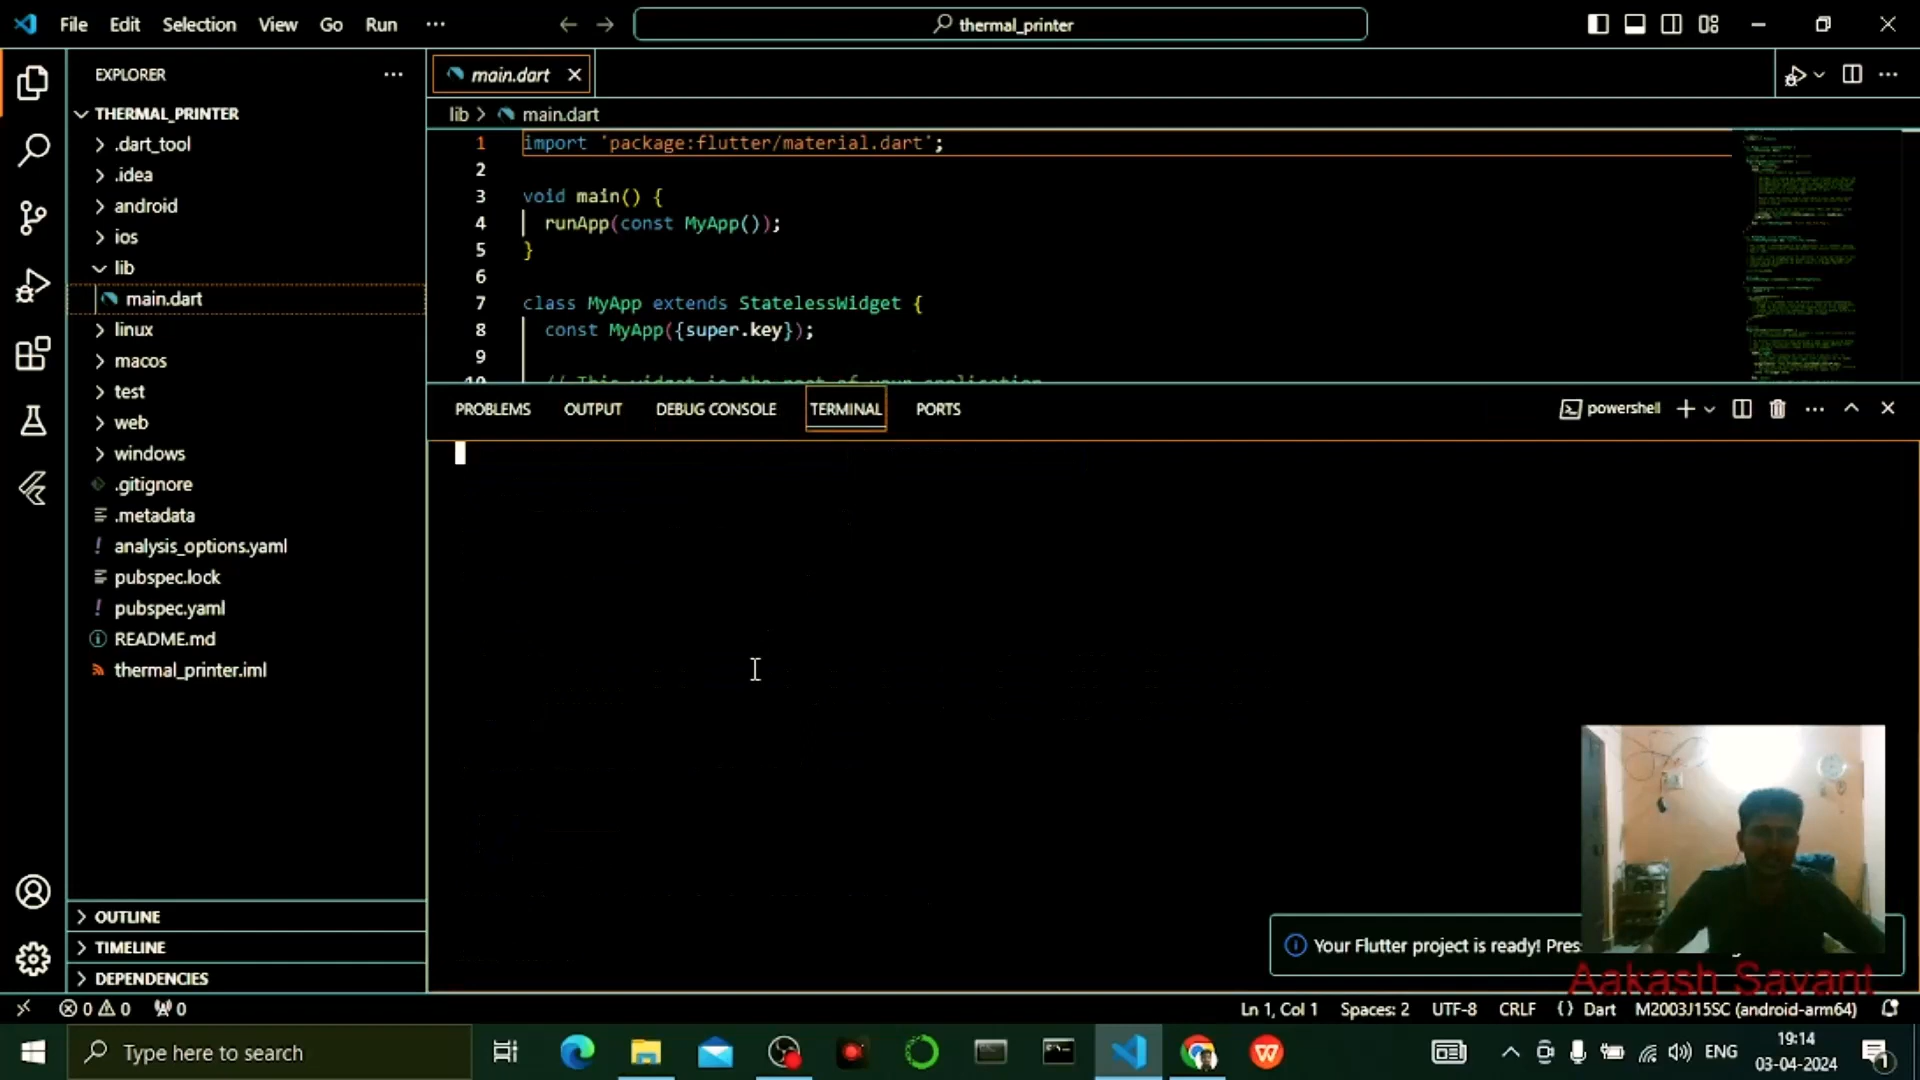 File Edit Selection View Go Run ···
thermal_printer
EXPLORER
THERMAL_PRINTER
.dart_tool
.idea
android
ios
lib
main.dart
linux
macos
test
web
windows
.gitignore
.metadata
analysis_options.yaml
pubspec.lock
pubspec.yaml
README.md
thermal_printer.iml
OUTLINE
TIMELINE
DEPENDENCIES
main.dart
lib > main.dart
1 import 'package:flutter/material.dart';
2
3 void main() {
4 runApp(const MyApp());
5 }
6
7 class MyApp extends StatelessWidget {
8 const MyApp({super.key});
9
10 // This widget is the root of your application
PROBLEMS OUTPUT DEBUG CONSOLE TERMINAL PORTS
powershell
Your Flutter project is ready! Press
Aakash Savant
0 0 0
Ln 1, Col 1 Spaces: 2 UTF-8 CRLF {} Dart M2003J15SC (android-arm64)
Type here to search
ENG
19:14
03-04-2024
1